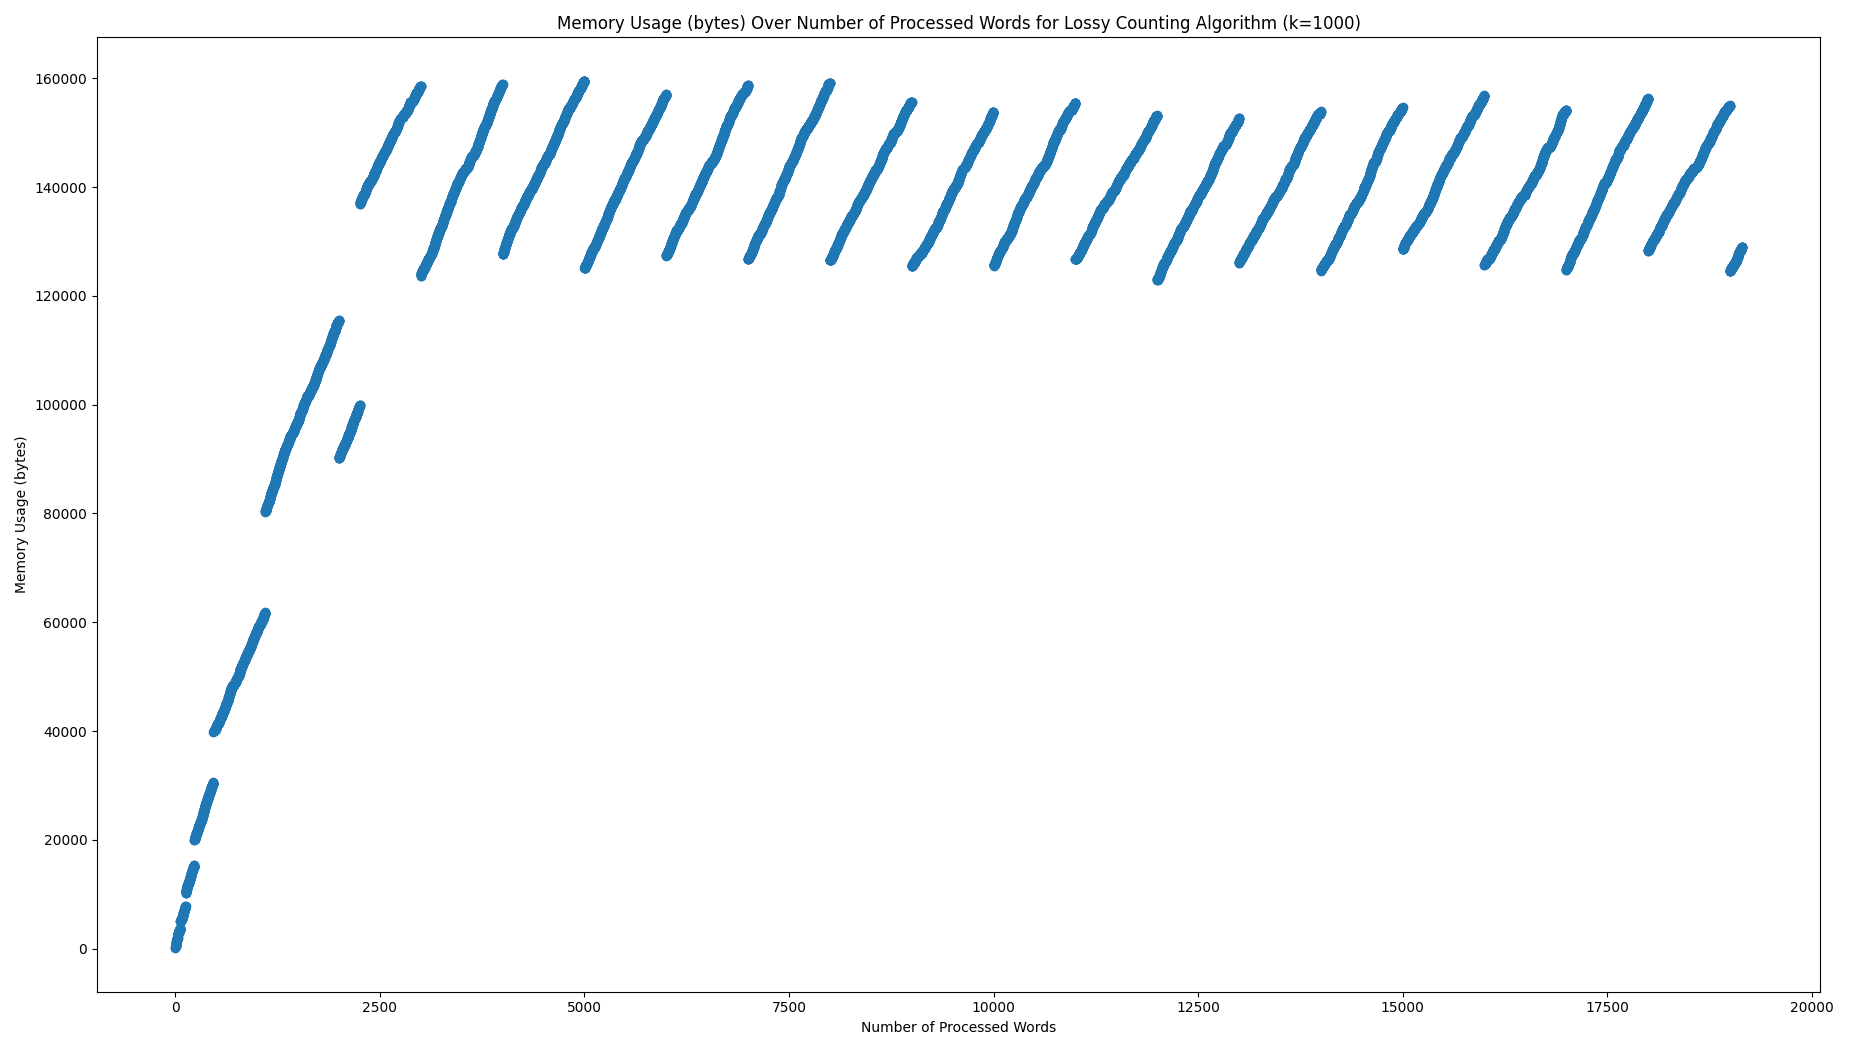 Memory Usage (bytes) Over Number of Processed Words for Lossy Counting Algorithm (k=1000)
160000
140000
120000
100000
80000
60000
40000
20000
0
Memory Usage (bytes)
0 2500 5000 7500 10000 12500 15000 17500 20000
Number of Processed Words